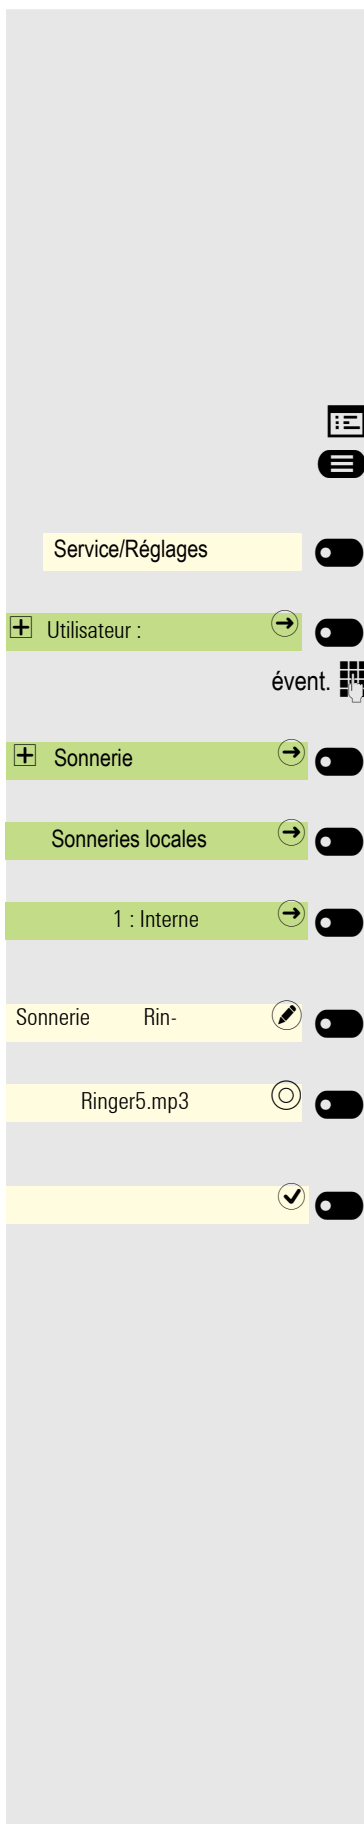 Service/Réglages
Utilisateur :
évent.
Sonnerie
Sonneries locales
1 : Interne
Sonnerie Rin-
Ringer5.mp3